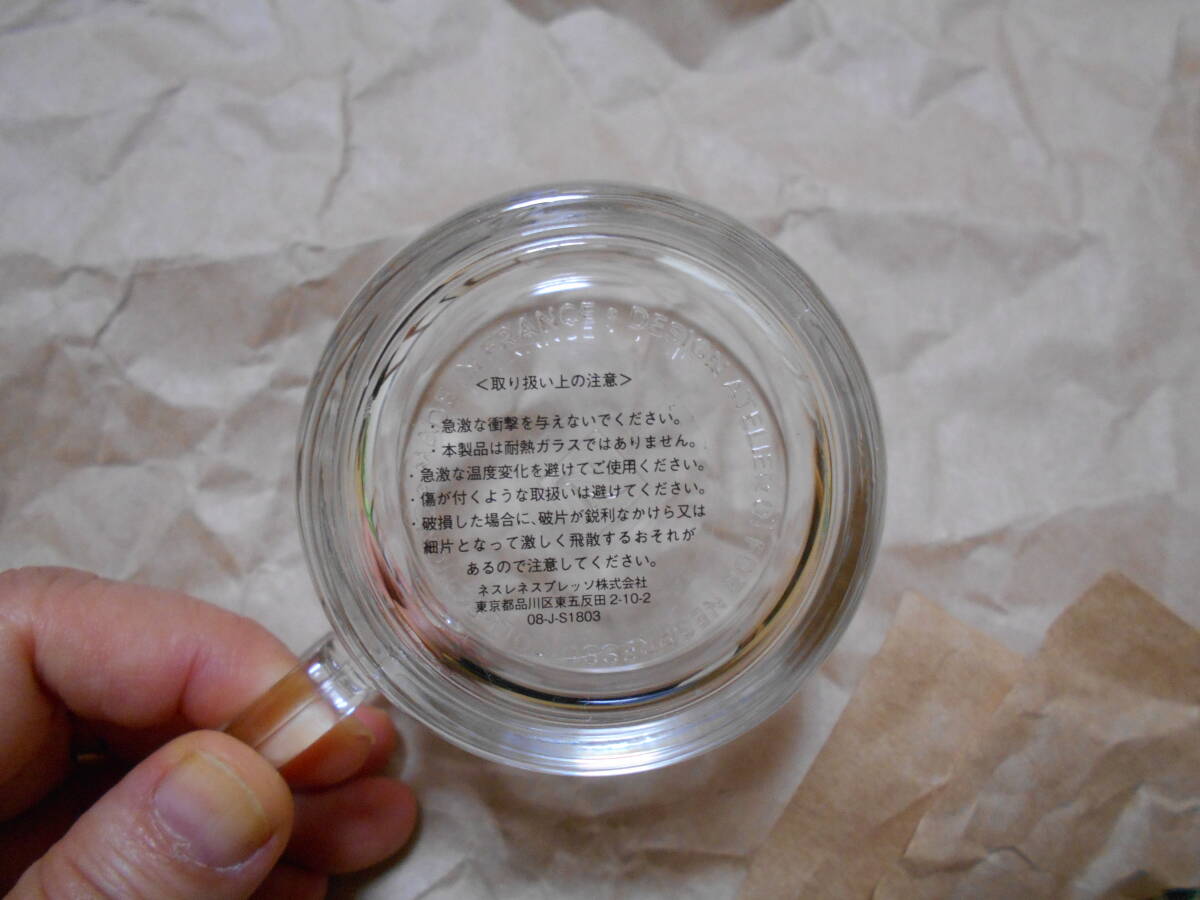 ＜取り扱い上の注意＞
・急激な衝撃を与えないでください。
・本製品は耐熱ガラスではありません。
・急激な温度変化を避けてご使用ください。
・傷が付くような取扱いは避けてください。
・破損した場合に、破片が鋭利なかけら又は
細片となって激しく飛散するおそれが
あるので注意してください。
ネスレネスプレッソ株式会社
東京都品川区東五反田 2-10-2
08-J-S1803
FRANCE • DESIGN ATELIER OÏ FOR NESPRESSO